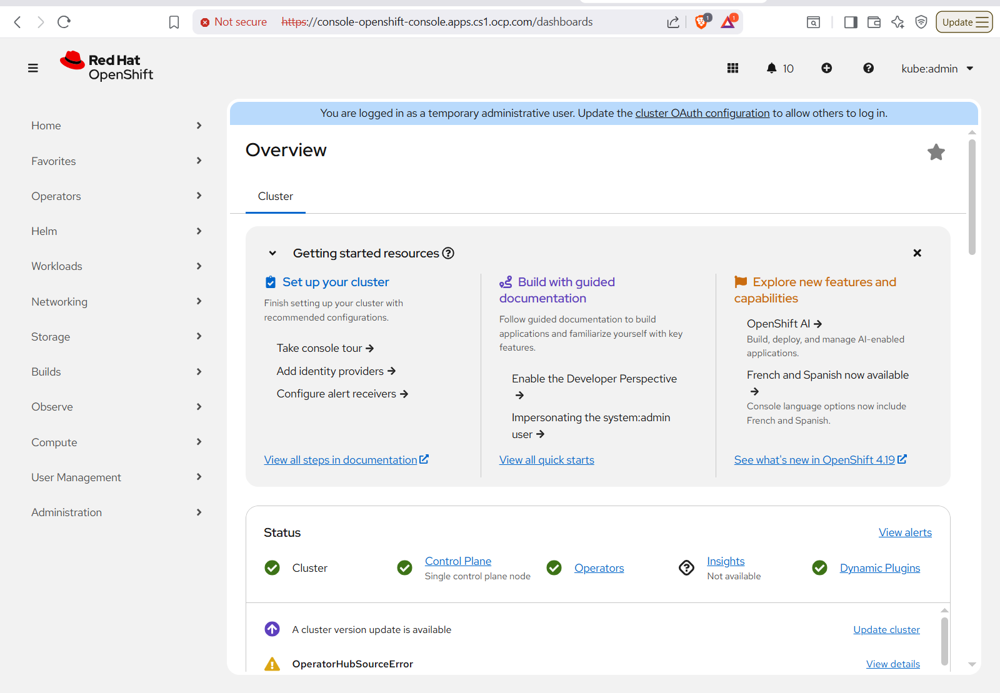 Not secure https://console-openshift-console.apps.cs1.ocp.com/dashboards 1 1 Update
Red Hat
OpenShift
10 kube:admin
Home
Favorites
Operators
Helm
Workloads
Networking
Storage
Builds
Observe
Compute
User Management
Administration
You are logged in as a temporary administrative user. Update the cluster OAuth configuration to allow others to log in.
Overview
Cluster
Getting started resources
Set up your cluster
Finish setting up your cluster with
recommended configurations.
Take console tour
Add identity providers
Configure alert receivers
View all steps in documentation
Build with guided
documentation
Follow guided documentation to build
applications and familiarize yourself with key
features.
Enable the Developer Perspective
Impersonating the system:admin
user
View all quick starts
Explore new features and
capabilities
OpenShift AI
Build, deploy, and manage AI-enabled
applications.
French and Spanish now available
Console language options now include
French and Spanish.
See what's new in OpenShift 4.19
Status
View alerts
Cluster
Control Plane
Single control plane node
Operators
Insights
Not available
Dynamic Plugins
A cluster version update is available
Update cluster
OperatorHubSourceError
View details